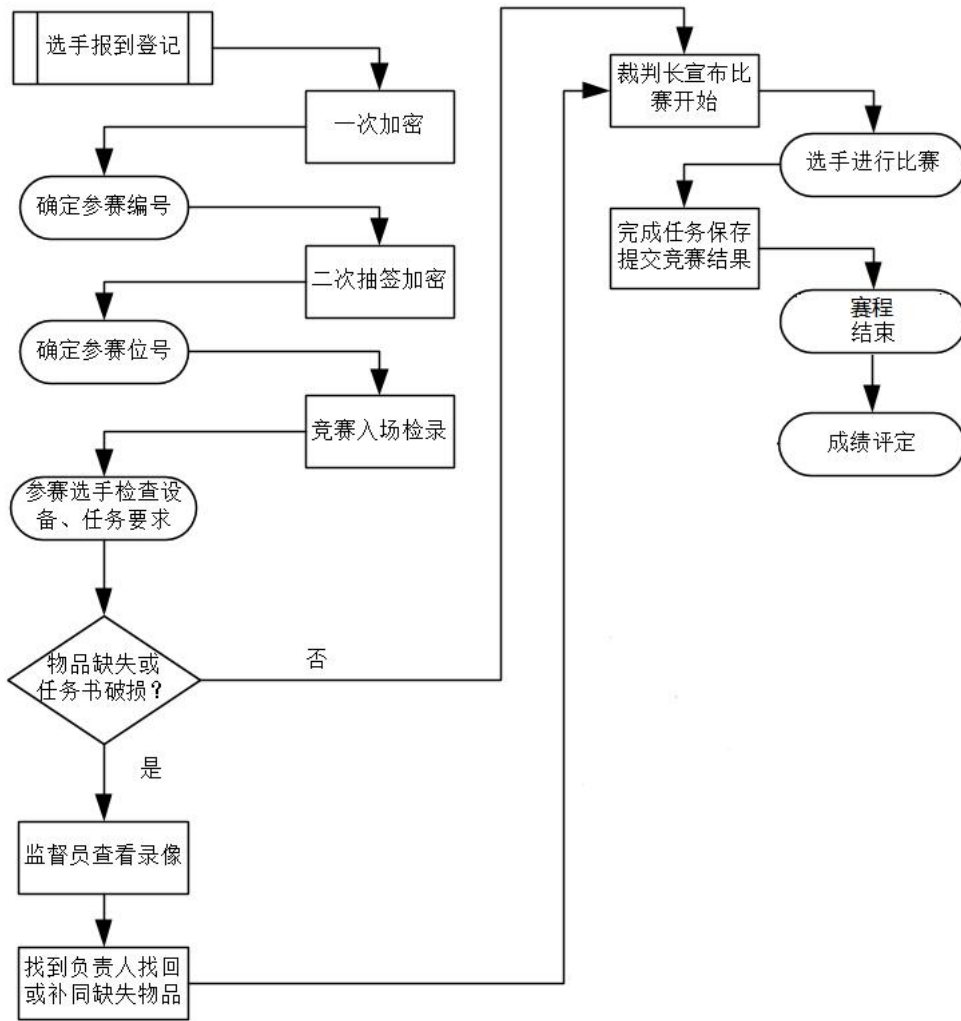 选手报到登记
一次加密
确定参赛编号
二次抽签加密
确定参赛位号
竞赛入场检录
参赛选手检查设
备、任务要求
物品缺失或
任务书破损？
否
是
监督员查看录像
找到负责人找回
或补同缺失物品
裁判长宣布比
赛开始
选手进行比赛
完成任务保存
提交竞赛结果
赛程
结束
成绩评定